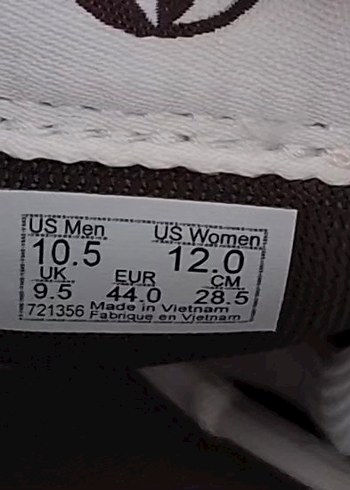 US Men US Women
10.5 12.0
UK EUR CM
9.5 44.0 28.5
721356 Made in Vietnam
Fabrique en Vietnam